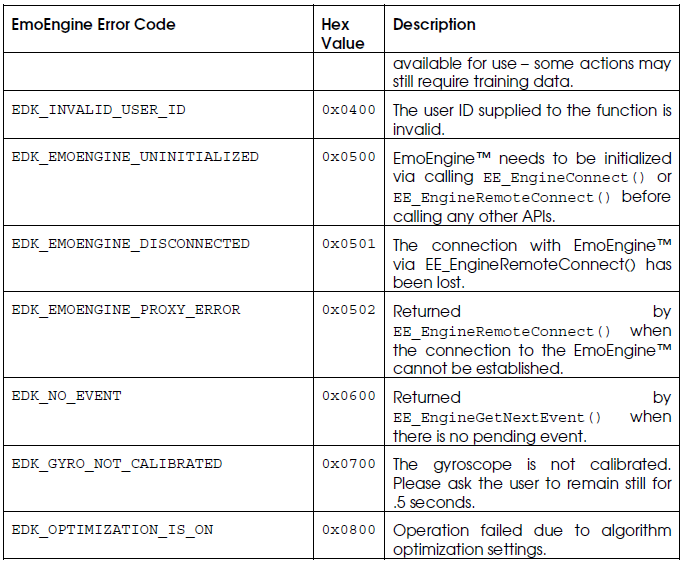 EmoEngine Error Code Hex Description
Value
available for use – some actions may
still require training data.
EDK_INVALID_USER_ID 0x0400 The user ID supplied to the function is
invalid.
EDK_EMOENGINE_UNINITIALIZED 0x0500 EmoEngine™ needs to be initialized
via calling EE_EngineConnect() or
EE_EngineRemoteConnect() before
calling any other APIs.
EDK_EMOENGINE_DISCONNECTED 0x0501 The connection with EmoEngine™
via EE_EngineRemoteConnect() has
been lost.
EDK_EMOENGINE_PROXY_ERROR 0x0502 Returned by
EE_EngineRemoteConnect() when
the connection to the EmoEngine™
cannot be established.
EDK_NO_EVENT 0x0600 Returned by
EE_EngineGetNextEvent() when
there is no pending event.
EDK_GYRO_NOT_CALIBRATED 0x0700 The gyroscope is not calibrated.
Please ask the user to remain still for
.5 seconds.
EDK_OPTIMIZATION_IS_ON 0x0800 Operation failed due to algorithm
optimization settings.